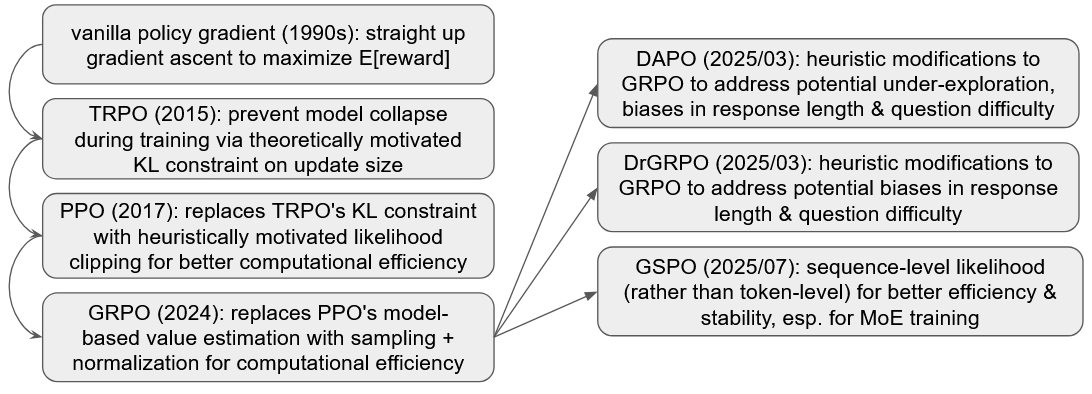 vanilla policy gradient (1990s): straight up
gradient ascent to maximize E[reward]
TRPO (2015): prevent model collapse
during training via theoretically motivated
KL constraint on update size
PPO (2017): replaces TRPO's KL constraint
with heuristically motivated likelihood
clipping for better computational efficiency
GRPO (2024): replaces PPO's model-
based value estimation with sampling +
normalization for computational efficiency
DAPO (2025/03): heuristic modifications to
GRPO to address potential under-exploration,
biases in response length & question difficulty
DrGRPO (2025/03): heuristic modifications to
GRPO to address potential biases in response
length & question difficulty
GSPO (2025/07): sequence-level likelihood
(rather than token-level) for better efficiency &
stability, esp. for MoE training